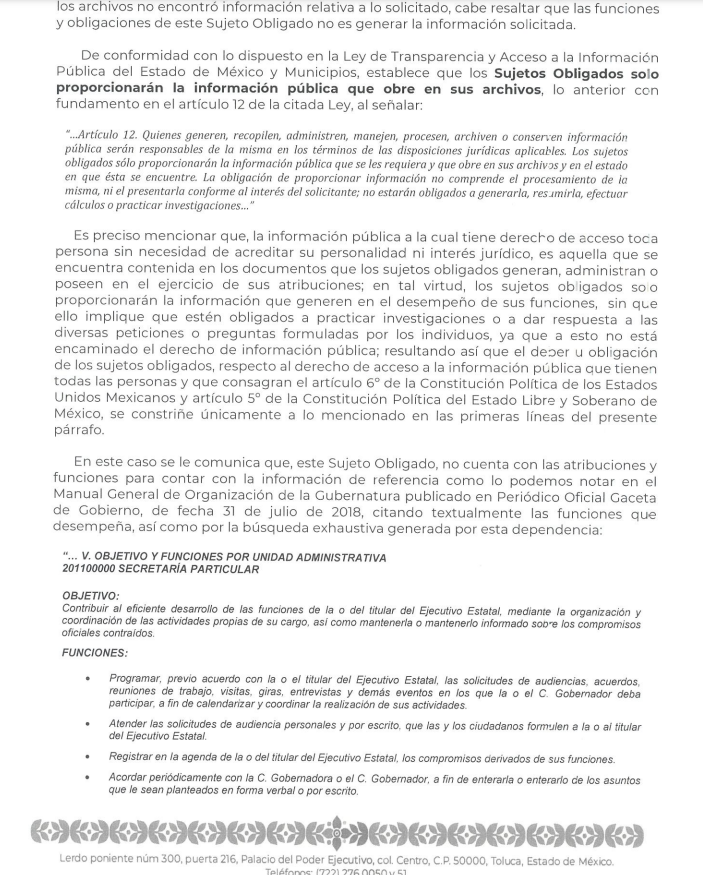 los archivos no encontró información relativa a lo solicitado, cabe resaltar que las funciones
y obligaciones de este Sujeto Obligado no es generar la información solicitada.
De conformidad con lo dispuesto en la Ley de Transparencia y Acceso a la Información
Pública del Estado de México y Municipios, establece que los Sujetos Obligados solo
proporcionarán la información pública que obre en sus archivos, lo anterior con
fundamento en el artículo 12 de la citada Ley, al señalar:
"...Artículo 12. Quienes generen, recopilen, administren, manejen, procesen, archiven o conserven información
pública serán responsables de la misma en los términos de las disposiciones jurídicas aplicables. Los sujetos
obligados sólo proporcionarán la información pública que se les requiera y que obre en sus archivos y en el estado
en que ésta se encuentre. La obligación de proporcionar información no comprende el procesamiento de la
misma, ni el presentarla conforme al interés del solicitante; no estarán obligados a generarla, resumirla, efectuar
cálculos o practicar investigaciones..."
Es preciso mencionar que, la información pública a la cual tiene derecho de acceso toda
persona sin necesidad de acreditar su personalidad ni interés jurídico, es aquella que se
encuentra contenida en los documentos que los sujetos obligados generan, administran o
poseen en el ejercicio de sus atribuciones; en tal virtud, los sujetos obligados solo
proporcionarán la información que generen en el desempeño de sus funciones, sin que
ello implique que estén obligados a practicar investigaciones o a dar respuesta a las
diversas peticiones o preguntas formuladas por los individuos, ya que a esto no está
encaminado el derecho de información pública; resultando así que el deber u obligación
de los sujetos obligados, respecto al derecho de acceso a la información pública que tienen
todas las personas y que consagran el artículo 6º de la Constitución Política de los Estados
Unidos Mexicanos y artículo 5º de la Constitución Política del Estado Libre y Soberano de
México, se constriñe únicamente a lo mencionado en las primeras líneas del presente
párrafo.
En este caso se le comunica que, este Sujeto Obligado, no cuenta con las atribuciones y
funciones para contar con la información de referencia como lo podemos notar en el
Manual General de Organización de la Gubernatura publicado en Periódico Oficial Gaceta
de Gobierno, de fecha 31 de julio de 2018, citando textualmente las funciones que
desempeña, así como por la búsqueda exhaustiva generada por esta dependencia:
"... V. OBJETIVO Y FUNCIONES POR UNIDAD ADMINISTRATIVA
201100000 SECRETARÍA PARTICULAR
OBJETIVO:
Contribuir al eficiente desarrollo de las funciones de la o del titular del Ejecutivo Estatal, mediante la organización y
coordinación de las actividades propias de su cargo, así como mantenerla o mantenerlo informado sobre los compromisos
oficiales contraídos.
FUNCIONES:
• Programar, previo acuerdo con la o el titular del Ejecutivo Estatal, las solicitudes de audiencias, acuerdos,
reuniones de trabajo, visitas, giras, entrevistas y demás eventos en los que la o el C. Gobernador deba
participar, a fin de calendarizar y coordinar la realización de sus actividades.
• Atender las solicitudes de audiencia personales y por escrito, que las y los ciudadanos formulen a la o al titular
del Ejecutivo Estatal.
• Registrar en la agenda de la o del titular del Ejecutivo Estatal, los compromisos derivados de sus funciones.
• Acordar periódicamente con la C. Gobernadora o el C. Gobernador, a fin de enterarla o enterarlo de los asuntos
que le sean planteados en forma verbal o por escrito.
Lerdo poniente núm 300, puerta 216, Palacio del Poder Ejecutivo, col. Centro, C.P. 50000, Toluca, Estado de México.
Teléfonos: (722) 276 0050 y 51